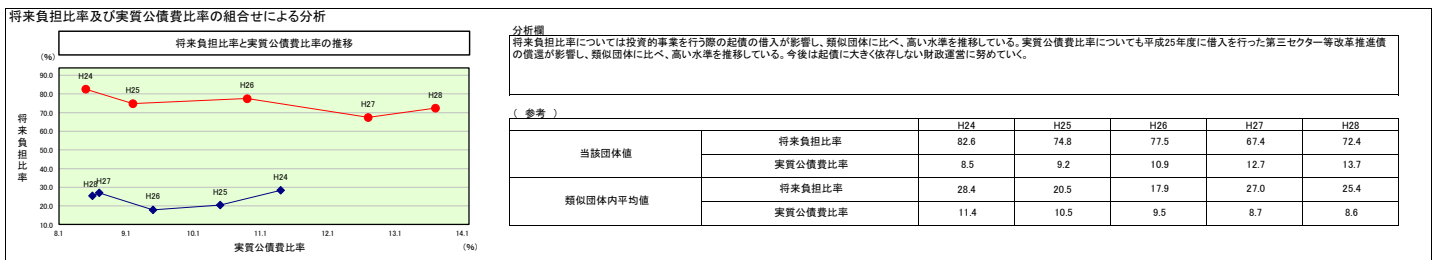 将来負担比率及び実質公債費比率の組合せによる分析
将来負担比率と実質公債費比率の推移
(%)
90.0
80.0
70.0
60.0
50.0
40.0
30.0
20.0
10.0
将来負担比率
H24
H25
H26
H27
H28
H28
H27
H26
H25
H24
8.1 9.1 10.1 11.1 12.1 13.1 14.1
実質公債費比率
(%)
分析欄
将来負担比率については投資的事業を行う際の起債の借入が影響し、類似団体に比べ、高い水準を推移している。実質公債費比率についても平成25年度に借入を行った第三セクター等改革推進債
の償還が影響し、類似団体に比べ、高い水準を推移している。今後は起債に大きく依存しない財政運営に努めていく。
( 参考 )
H24 H25 H26 H27 H28
当該団体値
将来負担比率 82.6 74.8 77.5 67.4 72.4
実質公債費比率 8.5 9.2 10.9 12.7 13.7
類似団体内平均値
将来負担比率 28.4 20.5 17.9 27.0 25.4
実質公債費比率 11.4 10.5 9.5 8.7 8.6